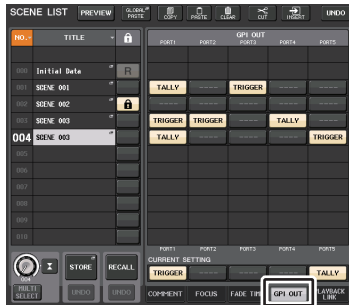 SCENE LIST PREVIEW GLOBAL PASTE COPY PASTE CLEAR CUT INSERT UNDO
NO. TITLE GPI OUT
PORT1 PORT2 PORT3 PORT4 PORT5
000 Initial Data R
001 SCENE 001 TALLY ---- TRIGGER ---- ----
002 SCENE 002 ---- ---- ---- ---- ----
003 SCENE 003 TRIGGER TRIGGER ---- TALLY ----
004 SCENE 003 TALLY ---- ---- ---- TRIGGER
005
006
007
008
009
010
PORT1 PORT2 PORT3 PORT4 PORT5
CURRENT SETTING
004 STORE RECALL TRIGGER ---- ---- ---- TALLY
MULTI SELECT UNDO UNDO COMMENT FOCUS FADE TIME GPI OUT PLAYBACK LINK